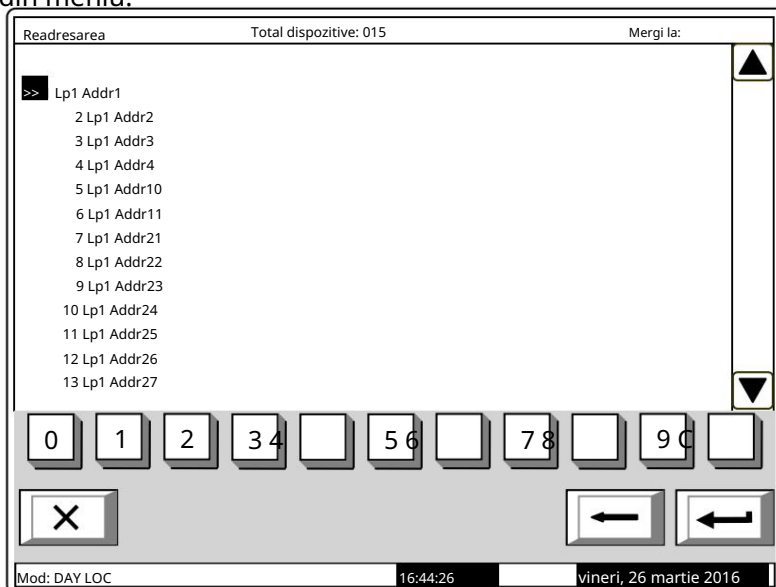 din meniu.
Readresarea Total dispozitive: 015 Mergi la:
>> Lp1 Addr1
2 Lp1 Addr2
3 Lp1 Addr3
4 Lp1 Addr4
5 Lp1 Addr10
6 Lp1 Addr11
7 Lp1 Addr21
8 Lp1 Addr22
9 Lp1 Addr23
10 Lp1 Addr24
11 Lp1 Addr25
12 Lp1 Addr26
13 Lp1 Addr27
0 1 2 3 4 5 6 7 8 9 C
Mod: DAY LOC 16:44:26 vineri, 26 martie 2016